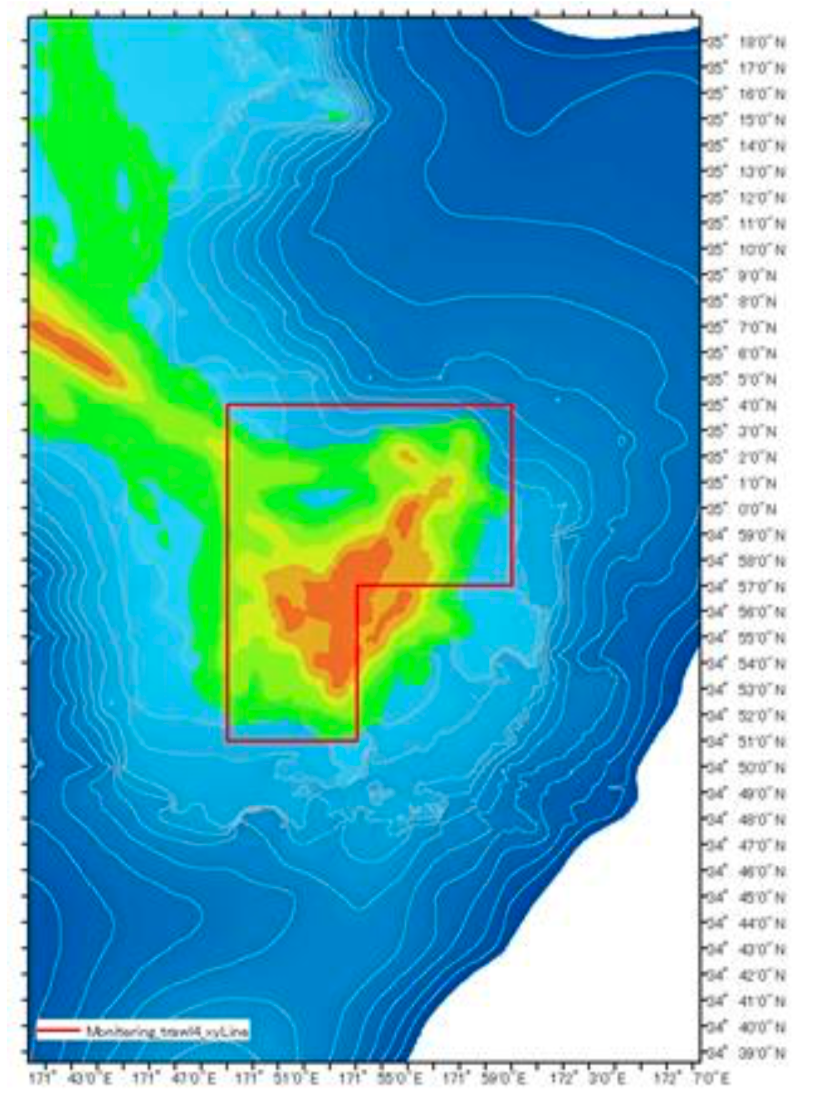 35° 18'0"N
35° 17'0"N
35° 16'0"N
35° 15'0"N
35° 14'0"N
35° 13'0"N
35° 12'0"N
35° 11'0"N
35° 10'0"N
35° 9'0"N
35° 8'0"N
35° 7'0"N
35° 6'0"N
35° 5'0"N
35° 4'0"N
35° 3'0"N
35° 2'0"N
35° 1'0"N
35° 0'0"N
34° 59'0"N
34° 58'0"N
34° 57'0"N
34° 56'0"N
34° 55'0"N
34° 54'0"N
34° 53'0"N
34° 52'0"N
34° 51'0"N
34° 50'0"N
34° 49'0"N
34° 48'0"N
34° 47'0"N
34° 46'0"N
34° 45'0"N
34° 44'0"N
34° 43'0"N
34° 42'0"N
34° 41'0"N
34° 40'0"N
34° 39'0"N
Monitering_trawl4_xyLine
171° 43'0"E 171° 47'0"E 171° 51'0"E 171° 55'0"E 171° 59'0"E 172° 3'0"E 172° 7'0"E